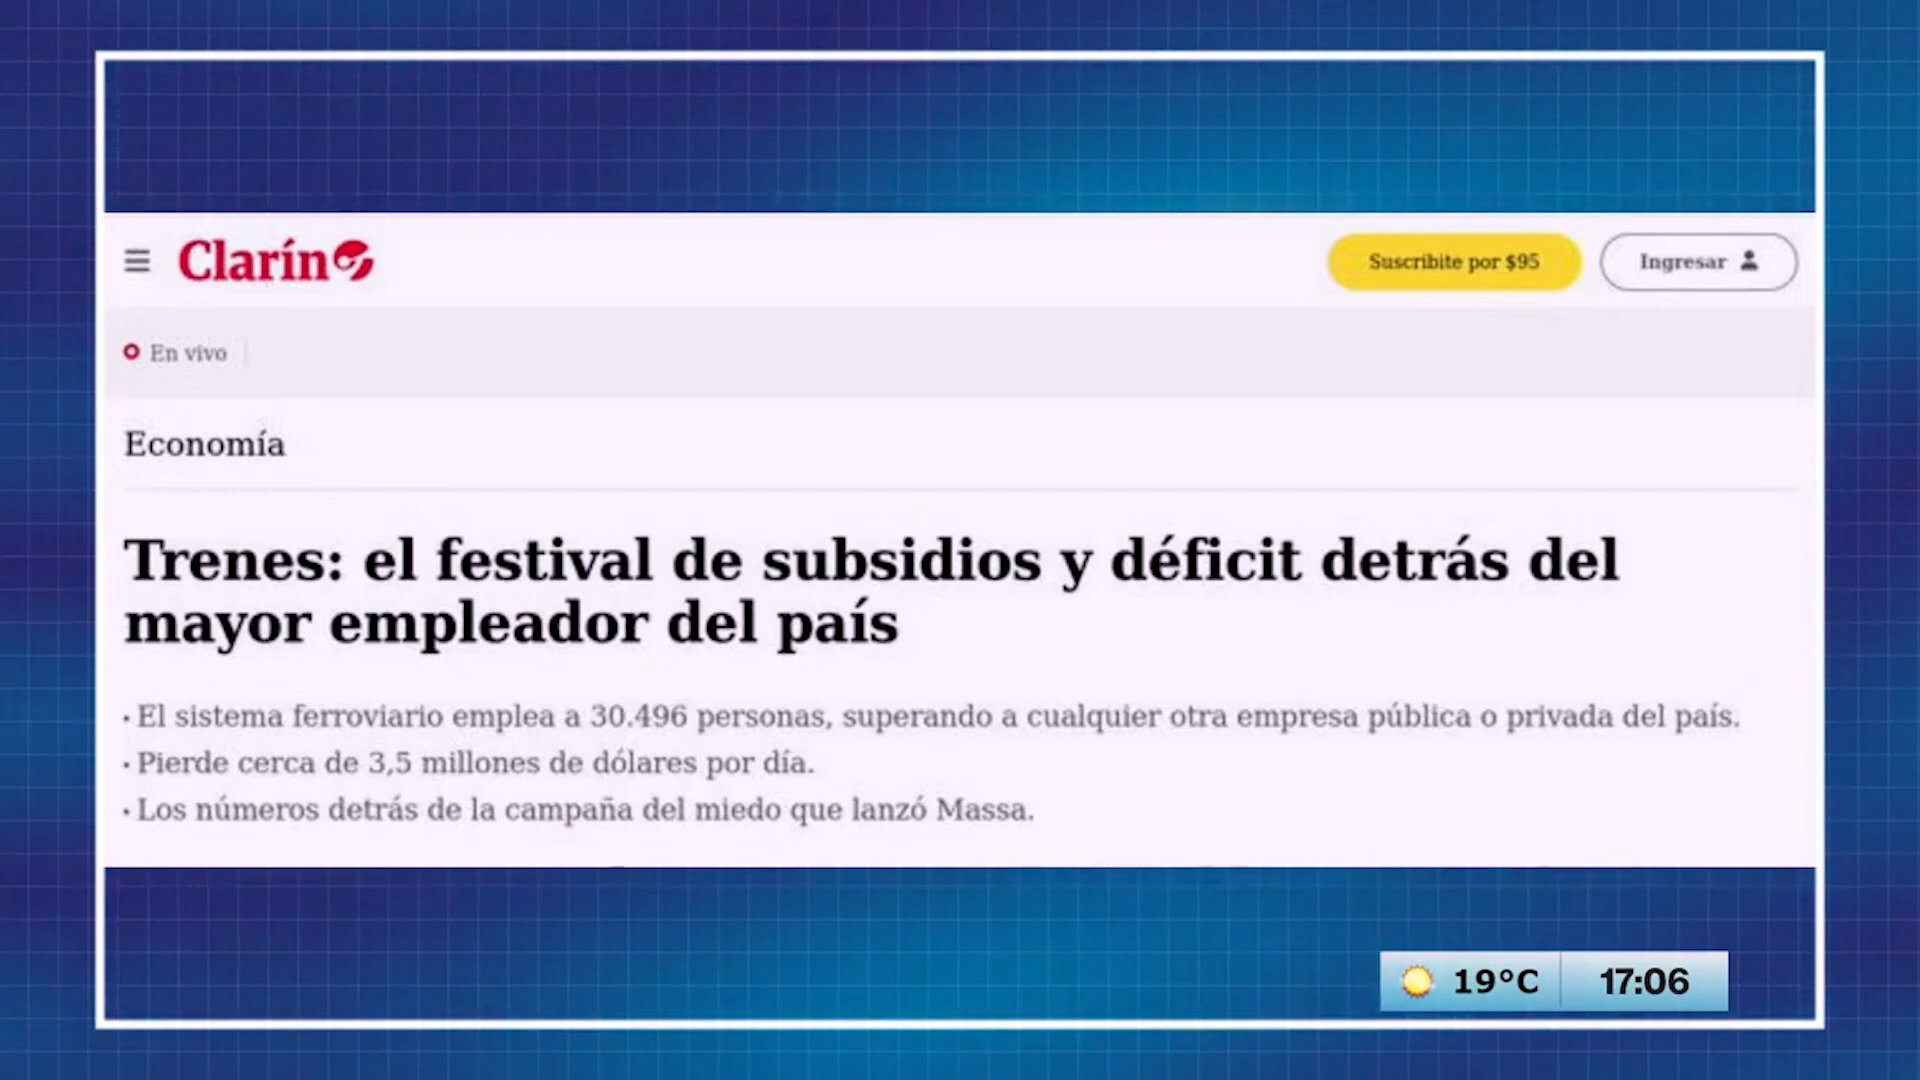 Clarín
Suscribite por $95
Ingresar
En vivo
Economía
Trenes: el festival de subsidios y déficit detrás del
mayor empleador del país
· El sistema ferroviario emplea a 30.496 personas, superando a cualquier otra empresa pública o privada del país.
· Pierde cerca de 3,5 millones de dólares por día.
· Los números detrás de la campaña del miedo que lanzó Massa.
19°C
17:06